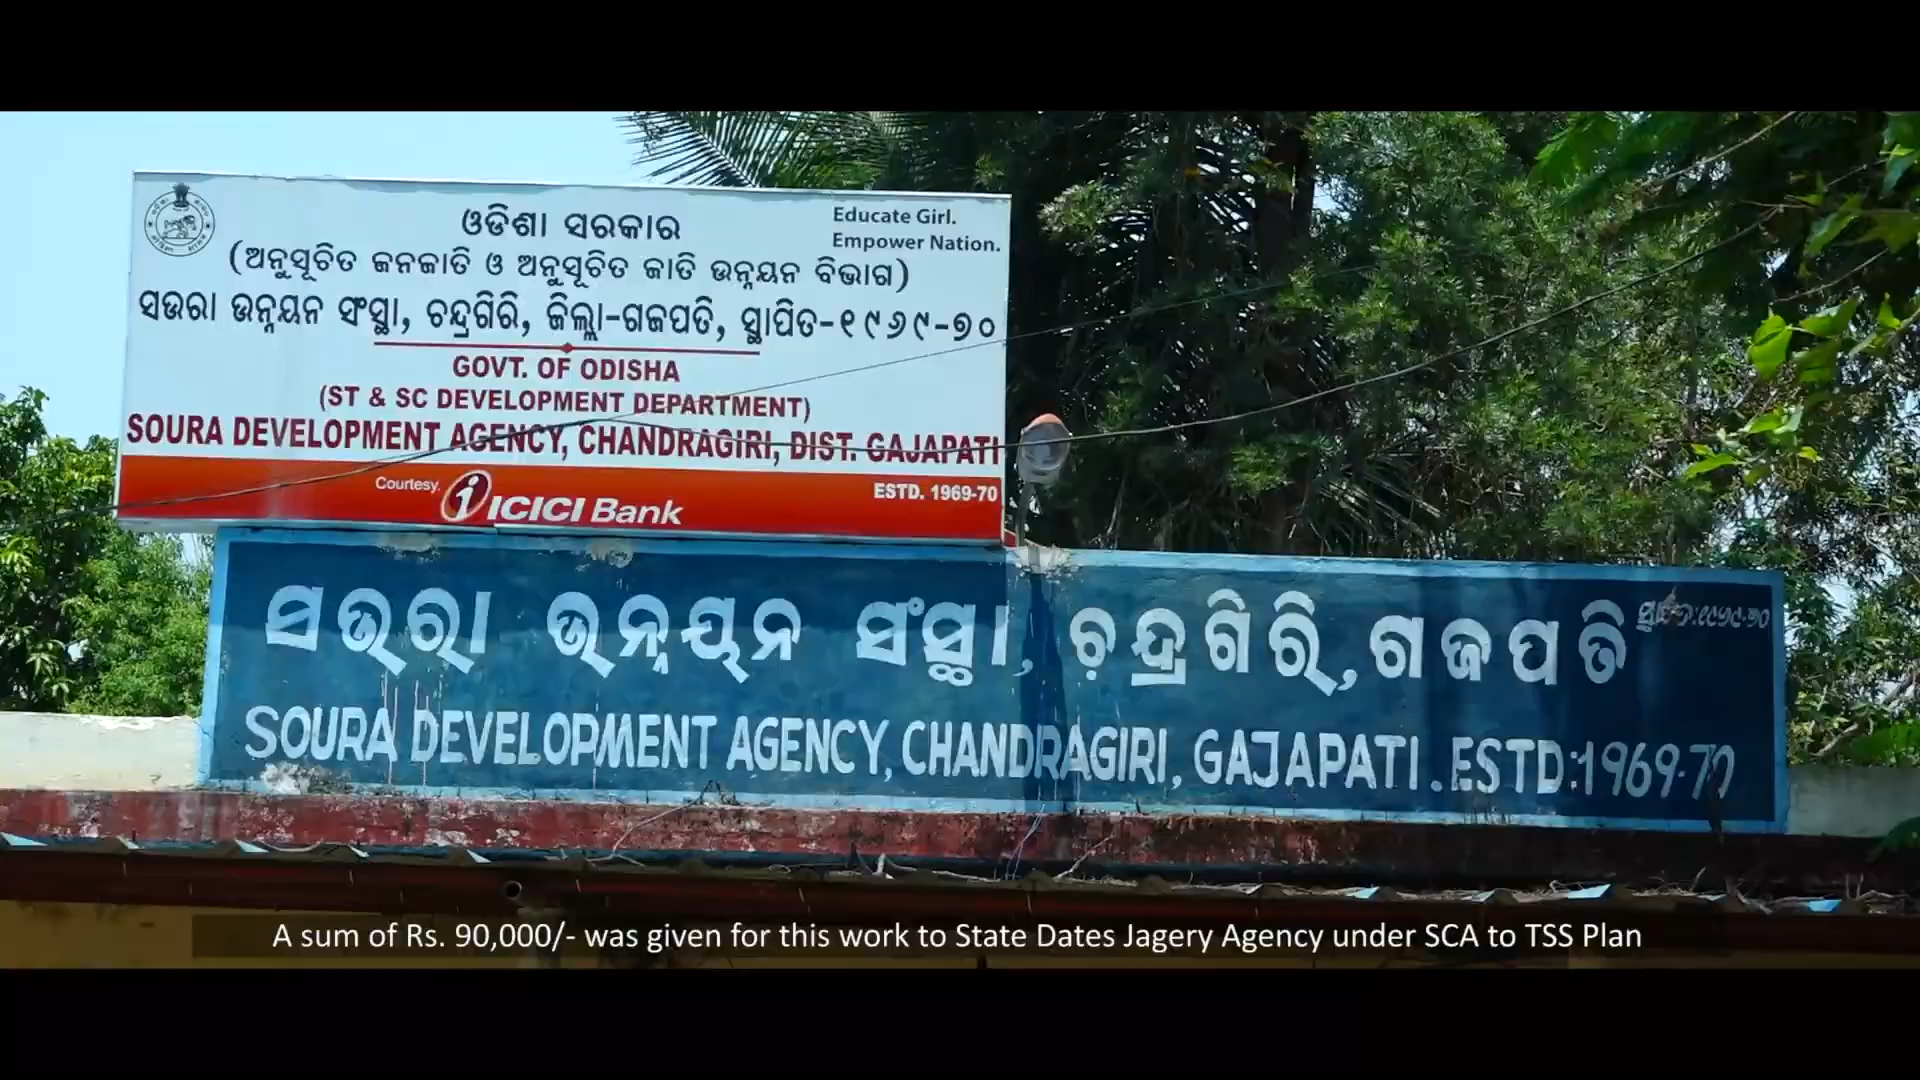 Educate Girl.
Empower Nation.
ଓଡିଶା ସରକାର
(ଅନୁସୂଚିତ ଜନଜାତି ଓ ଅନୁସୂଚିତ ଜାତି ଉନ୍ନୟନ ବିଭାଗ)
ସଉରା ଉନ୍ନୟନ ସଂସ୍ଥା, ଚନ୍ଦ୍ରଗିରି, ଜିଲ୍ଲା-ଗଜପତି, ସ୍ଥାପିତ-୧୯୬୯-୭୦
GOVT. OF ODISHA
(ST & SC DEVELOPMENT DEPARTMENT)
SOURA DEVELOPMENT AGENCY, CHANDRAGIRI, DIST. GAJAPATI
Courtesy. ICICI Bank
ESTD. 1969-70
ସଉରା ଉନ୍ନୟନ ସଂସ୍ଥା, ଚନ୍ଦ୍ରଗିରି, ଗଜପତି
SOURA DEVELOPMENT AGENCY, CHANDRAGIRI, GAJAPATI. ESTD:1969-70
A sum of Rs. 90,000/- was given for this work to State Dates Jagery Agency under SCA to TSS Plan